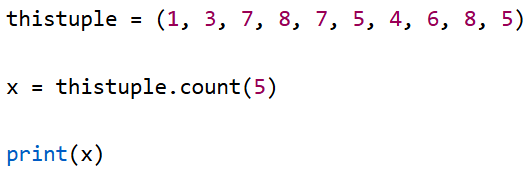 thistuple = (1, 3, 7, 8, 7, 5, 4, 6, 8, 5)
x = thistuple.count(5)
print(x)